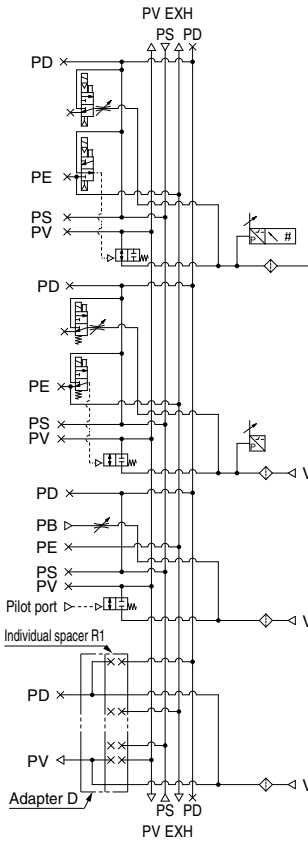 PV EXH
PS PD
PD
PE
PS
PV
#
PD
PE
PS
PV
V
PD
PB
PE
PS
PV
Pilot port
V
Individual spacer R1
PD
PV
V
Adapter D
PS PD
PV EXH